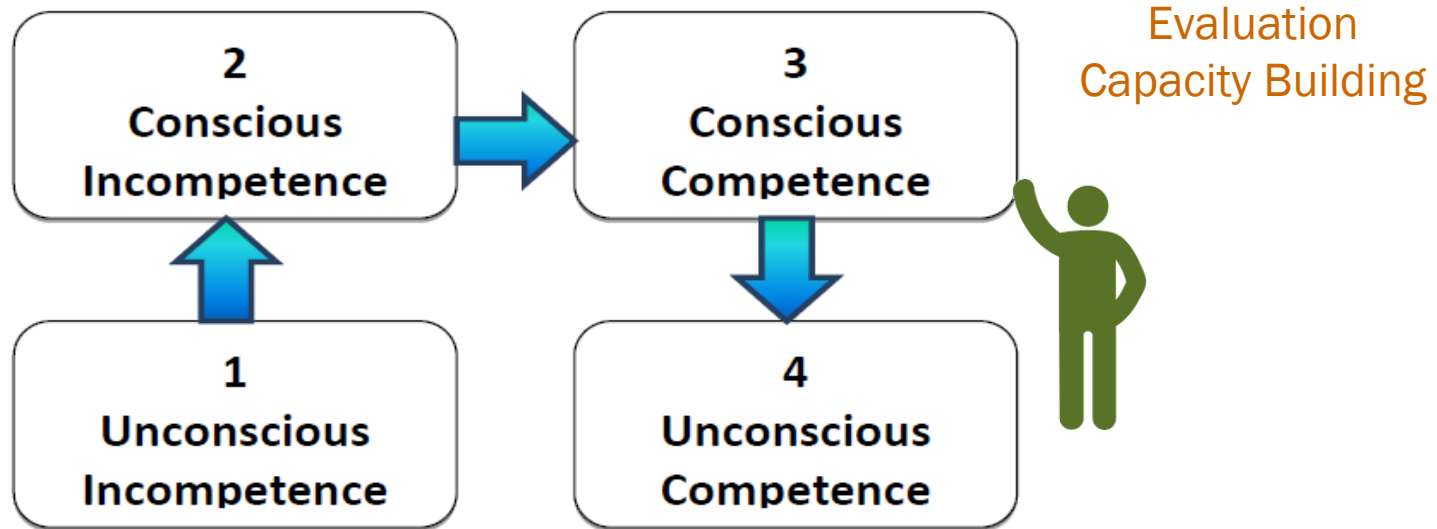 Evaluation
Capacity Building
2
Conscious
Incompetence
3
Conscious
Competence
1
Unconscious
Incompetence
4
Unconscious
Competence